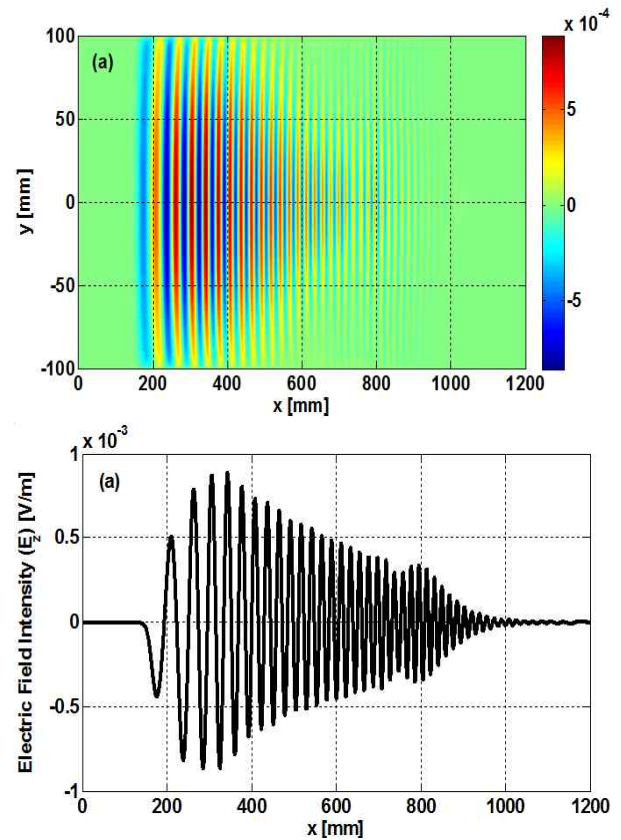 x 10⁻⁴
(a)
100
50
0
-50
-100
y [mm]
5
0
-5
0 200 400 600 800 1000 1200
x [mm]
x 10⁻³
(a)
1
0.5
0
-0.5
-1
Electric Field Intensity (E_z) [V/m]
0 200 400 600 800 1000 1200
x [mm]